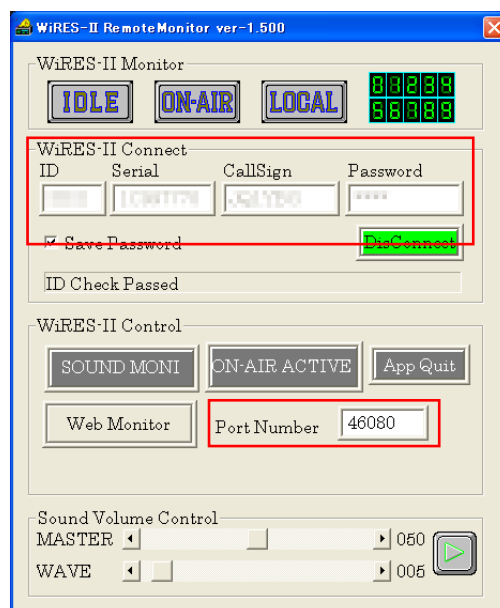 WiRES-II RemoteMonitor ver-1.500
WiRES-II Monitor
IDLE ON-AIR LOCAL
WiRES-II Connect
ID Serial CallSign Password
****
Save Password DisConnect
ID Check Passed
WiRES-II Control
SOUND MONI ON-AIR ACTIVE App Quit
Web Monitor Port Number 46080
Sound Volume Control
MASTER 050
WAVE 005